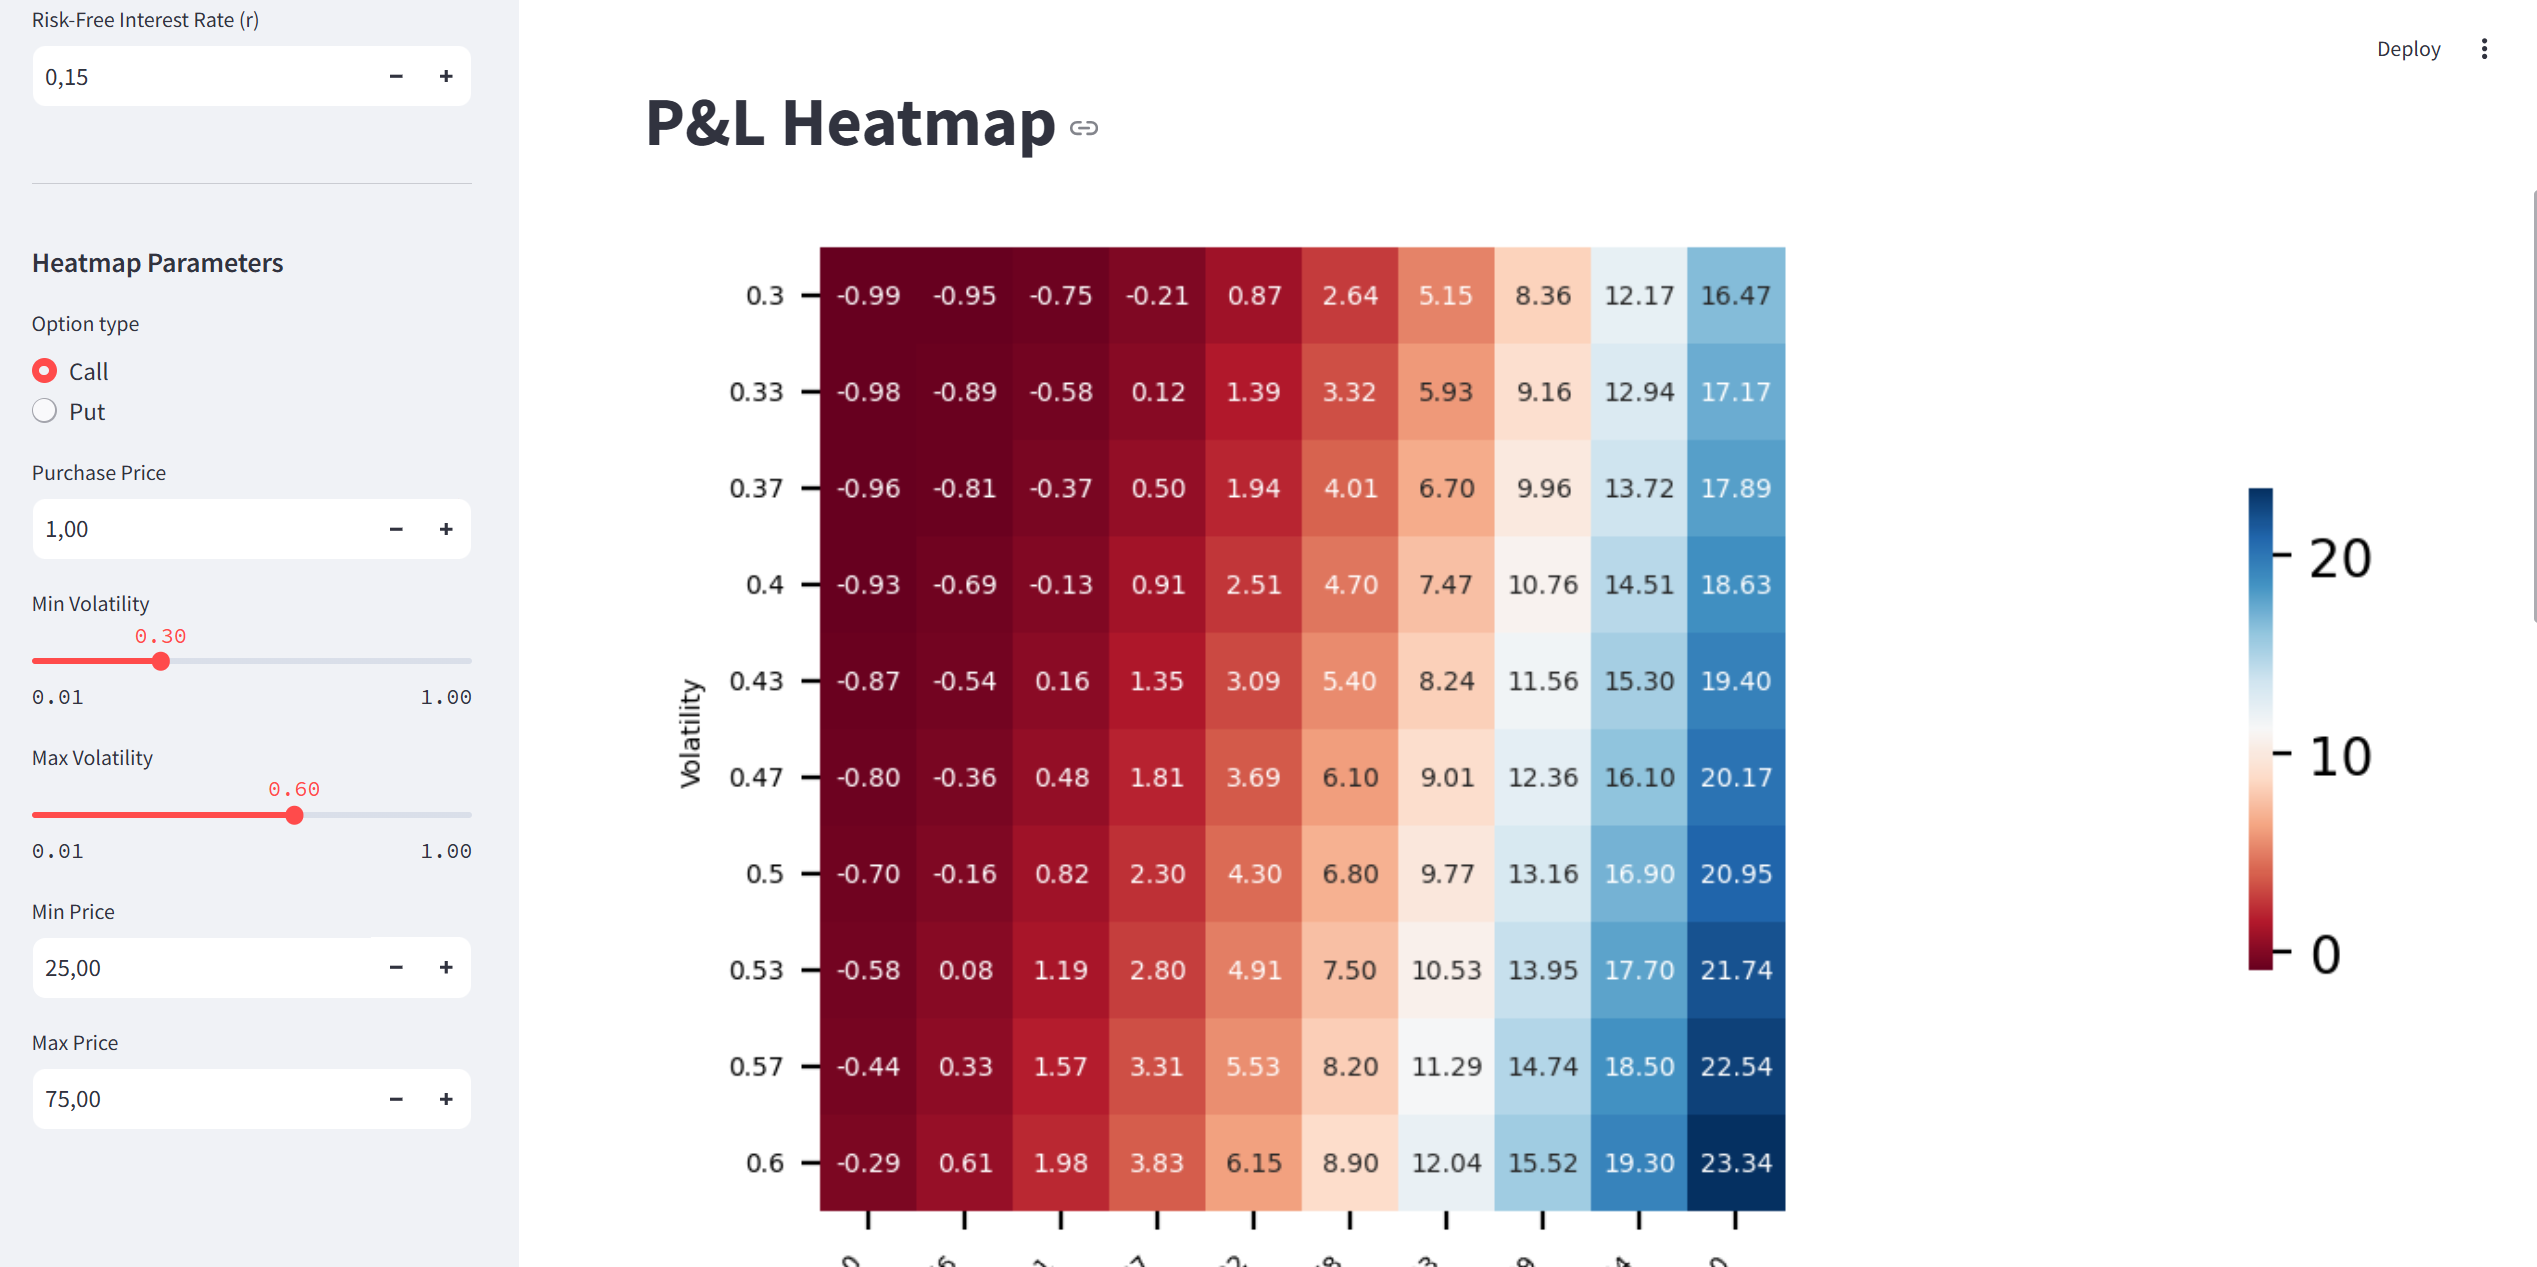 Risk-Free Interest Rate (r)
0,15
Heatmap Parameters
Option type
Call
Put
Purchase Price
1,00
Min Volatility
0.30
0.01 1.00
Max Volatility
0.60
0.01 1.00
Min Price
25,00
Max Price
75,00
Deploy
P&L Heatmap
Volatility
0.3 -0.99 -0.95 -0.75 -0.21 0.87 2.64 5.15 8.36 12.17 16.47
0.33 -0.98 -0.89 -0.58 0.12 1.39 3.32 5.93 9.16 12.94 17.17
0.37 -0.96 -0.81 -0.37 0.50 1.94 4.01 6.70 9.96 13.72 17.89
0.4 -0.93 -0.69 -0.13 0.91 2.51 4.70 7.47 10.76 14.51 18.63
0.43 -0.87 -0.54 0.16 1.35 3.09 5.40 8.24 11.56 15.30 19.40
0.47 -0.80 -0.36 0.48 1.81 3.69 6.10 9.01 12.36 16.10 20.17
0.5 -0.70 -0.16 0.82 2.30 4.30 6.80 9.77 13.16 16.90 20.95
0.53 -0.58 0.08 1.19 2.80 4.91 7.50 10.53 13.95 17.70 21.74
0.57 -0.44 0.33 1.57 3.31 5.53 8.20 11.29 14.74 18.50 22.54
0.6 -0.29 0.61 1.98 3.83 6.15 8.90 12.04 15.52 19.30 23.34
20
10
0